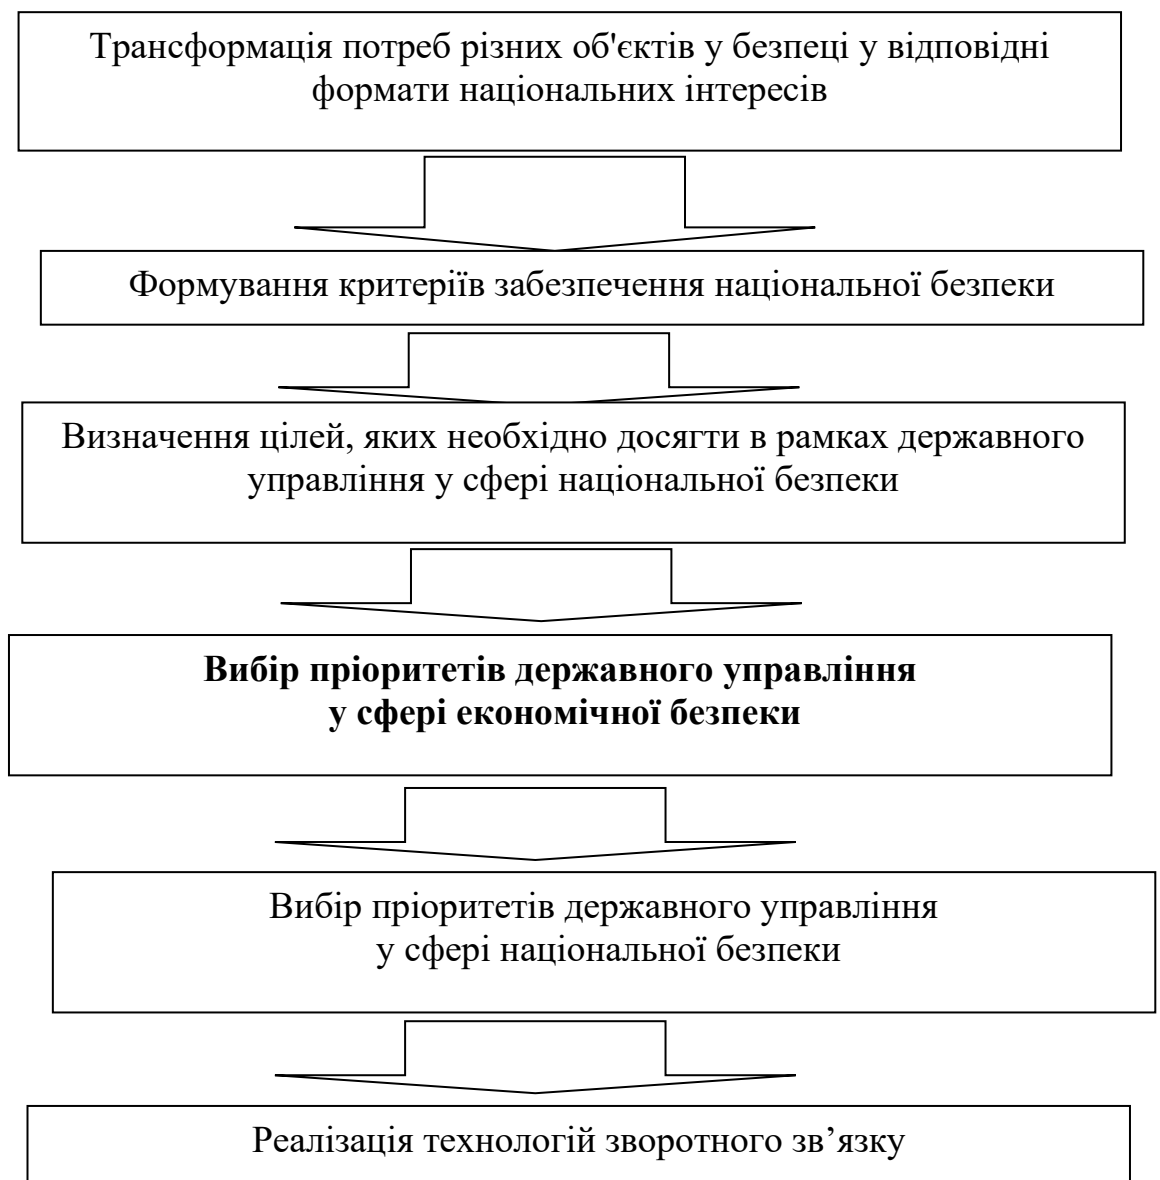 Трансформація потреб різних об'єктів у безпеці у відповідні
формати національних інтересів
Формування критеріїв забезпечення національної безпеки
Визначення цілей, яких необхідно досягти в рамках державного
управління у сфері національної безпеки
Вибір пріоритетів державного управління
у сфері економічної безпеки
Вибір пріоритетів державного управління
у сфері національної безпеки
Реалізація технологій зворотного зв’язку